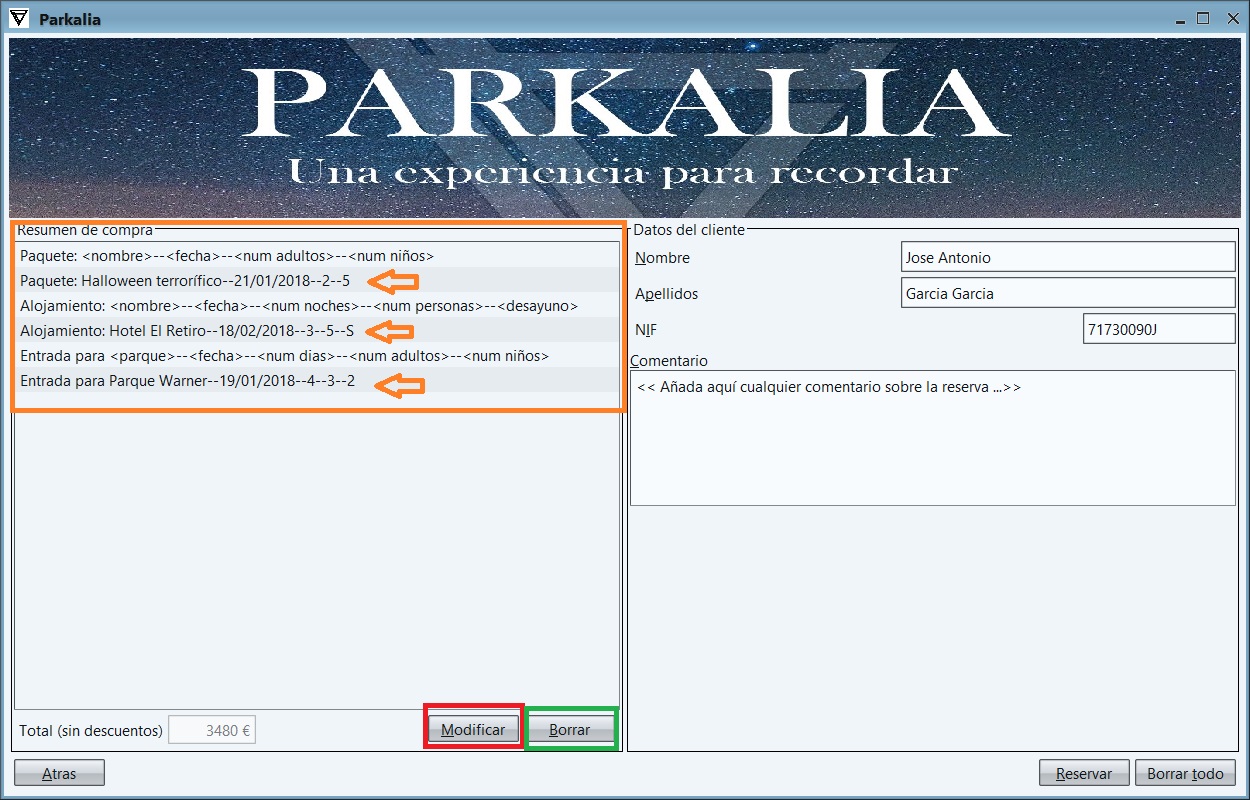 Parkalia
PARKALIA
Una experiencia para recordar
Resumen de compra
Paquete: <nombre>--<fecha>--<num adultos>--<num niños>
Paquete: Halloween terrorífico--21/01/2018--2--5
Alojamiento: <nombre>--<fecha>--<num noches>--<num personas>--<desayuno>
Alojamiento: Hotel El Retiro--18/02/2018--3--5--S
Entrada para <parque>--<fecha>--<num dias>--<num adultos>--<num niños>
Entrada para Parque Warner--19/01/2018--4--3--2
Total (sin descuentos) 3480 €
Modificar
Borrar
Datos del cliente
Nombre
Jose Antonio
Apellidos
Garcia Garcia
NIF
71730090J
Comentario
<< Añada aquí cualquier comentario sobre la reserva ...>>
Atras
Reservar
Borrar todo